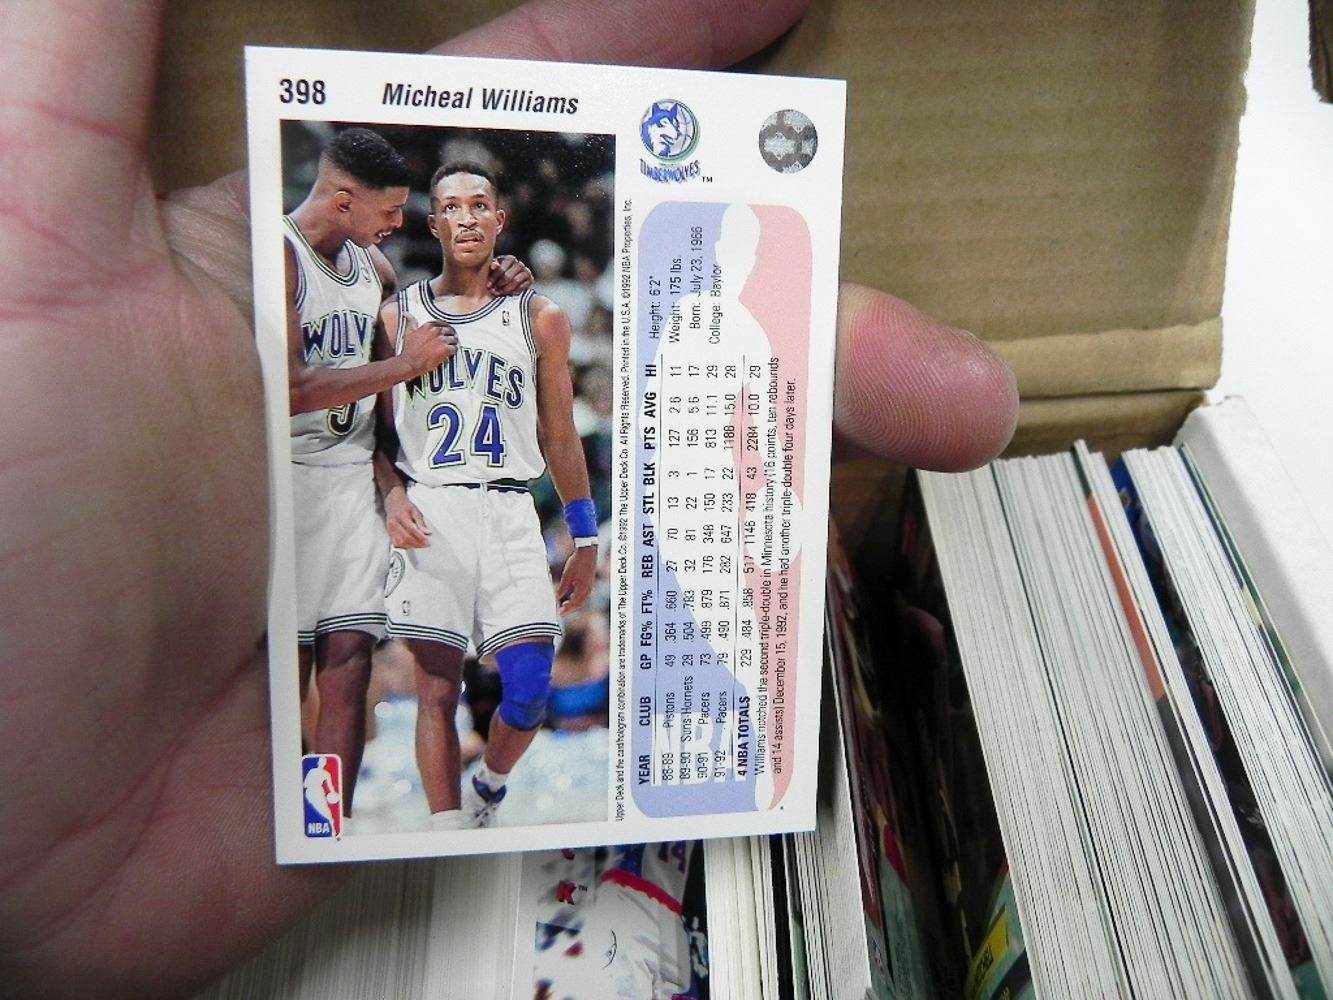 398 Micheal Williams
TIMBERWOLVES™
WOLV
5
WOLVES
24
NBA
Upper Deck and the card/hologram combination are trademarks of The Upper Deck Co. ©1992 The Upper Deck Co. All Rights Reserved. Printed in the U.S.A. ©1992 NBA Properties, Inc.
Height: 6'2"
Weight: 175 lbs.
Born: July 23, 1966
College: Baylor
YEAR CLUB GP FG% FT% REB AST STL BLK PTS AVG HI
88-89 Pistons 49 .364 .660 27 70 13 3 127 2.6 11
89-90 Suns-Hornets 28 .504 .783 32 81 22 1 156 5.6 17
90-91 Pacers 73 .499 .879 176 348 150 17 813 11.1 29
91-92 Pacers 79 .490 .871 282 647 233 22 1188 15.0 28
4 NBA TOTALS 229 .484 .858 517 1146 418 43 2284 10.0 29
Williams notched the second triple-double in Minnesota history (16 points, ten rebounds
and 14 assists) December 15, 1992, and he had another triple-double four days later.
NBA
K™